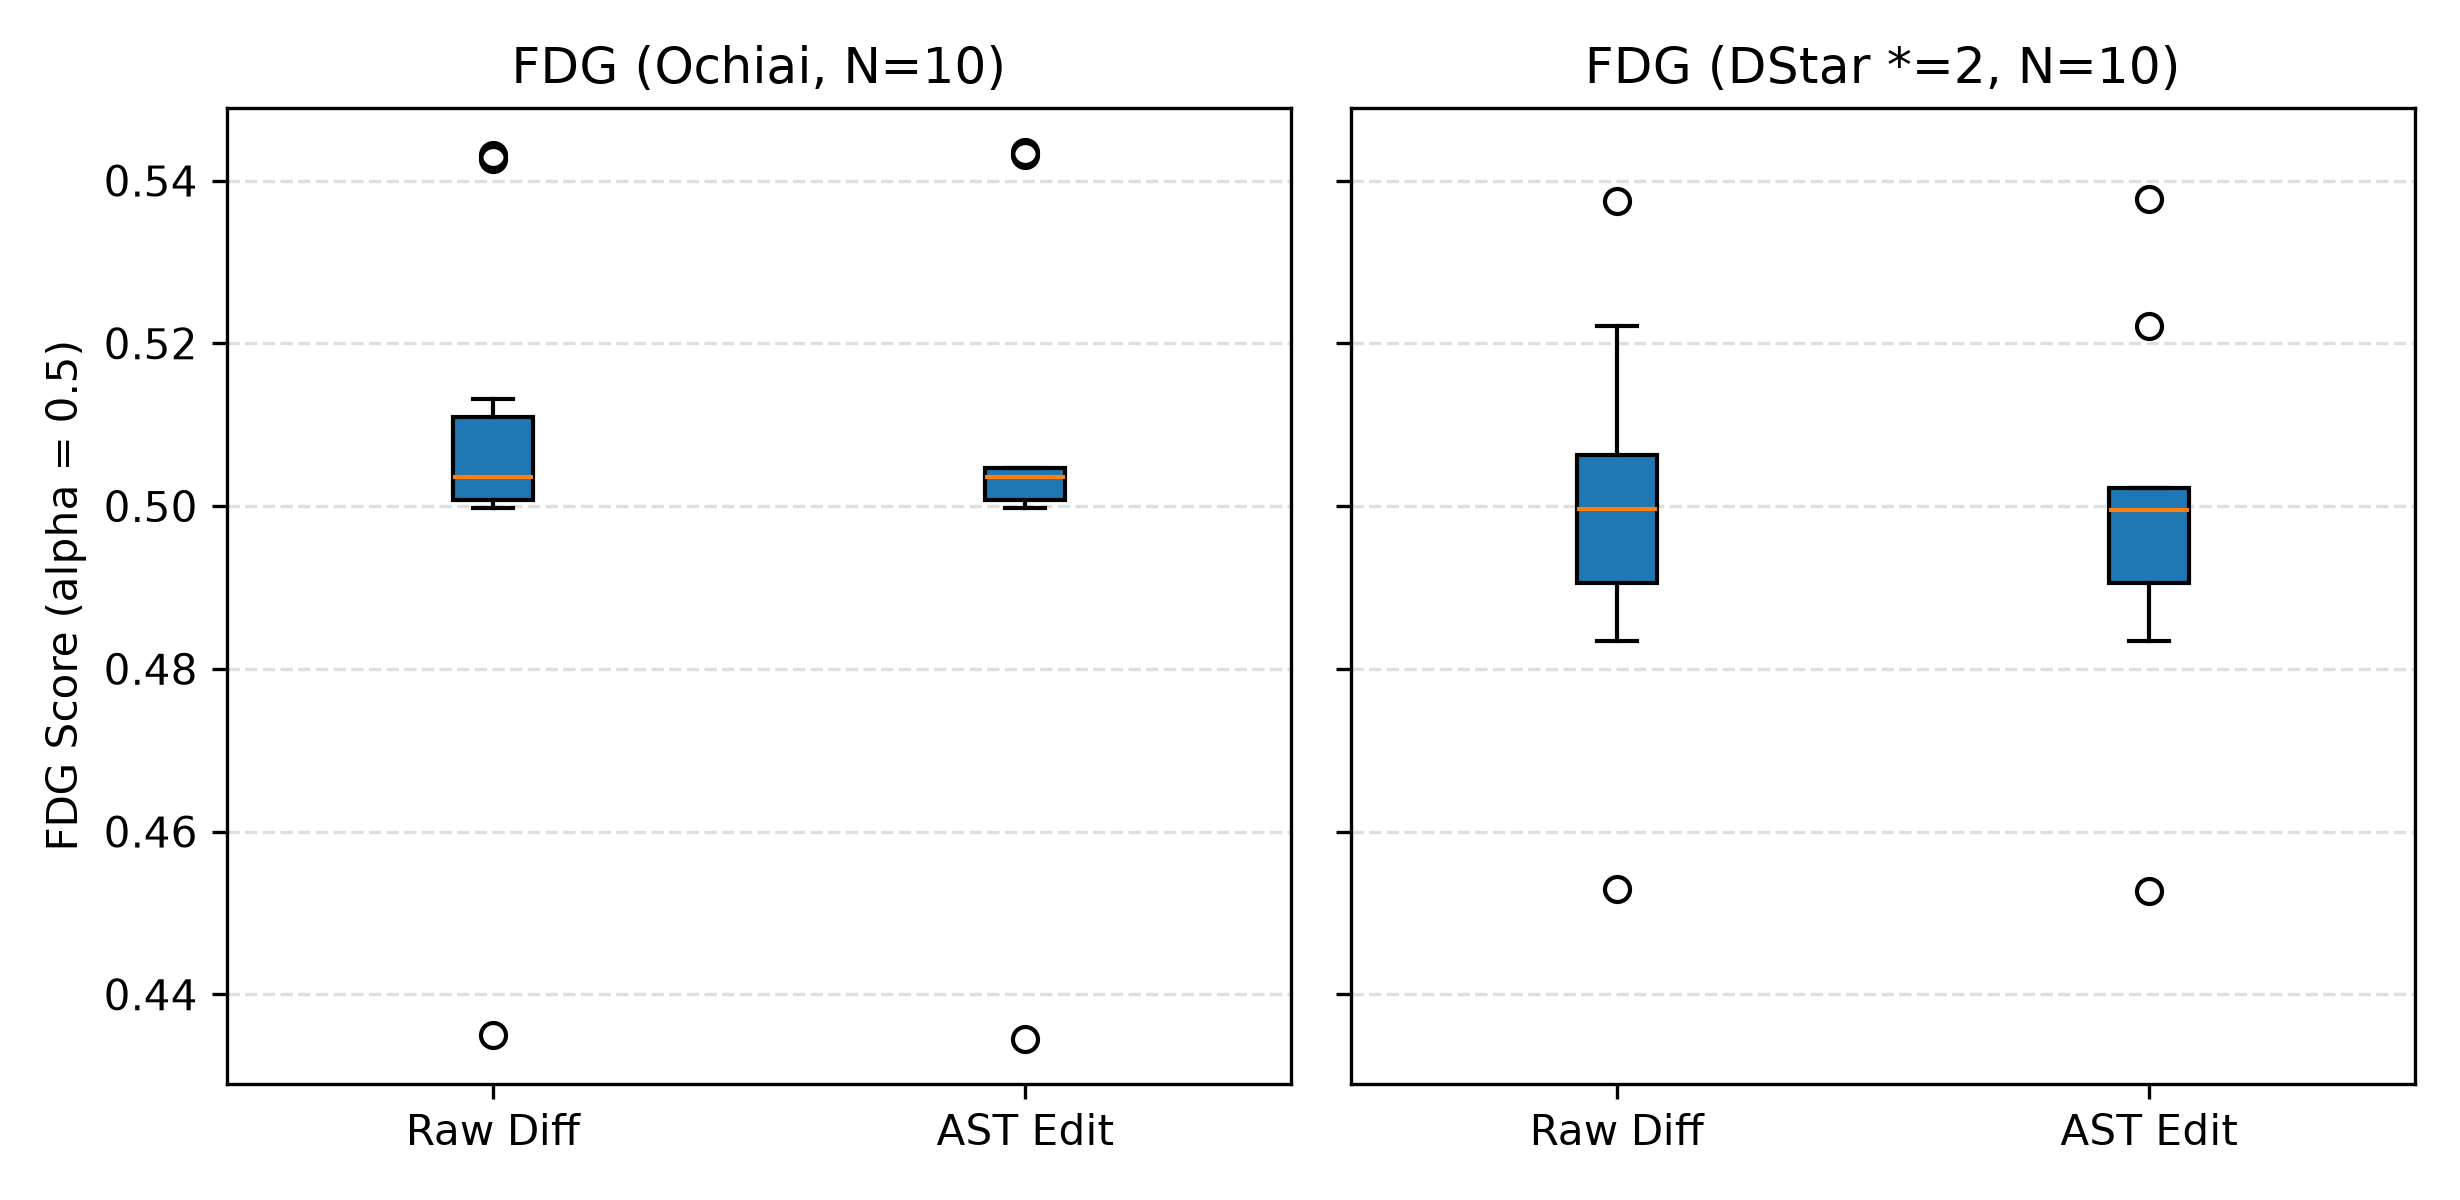 FDG (Ochiai, N=10)
FDG (DStar *=2, N=10)
FDG Score (alpha = 0.5)
0.54
0.52
0.50
0.48
0.46
0.44
Raw Diff
AST Edit
Raw Diff
AST Edit